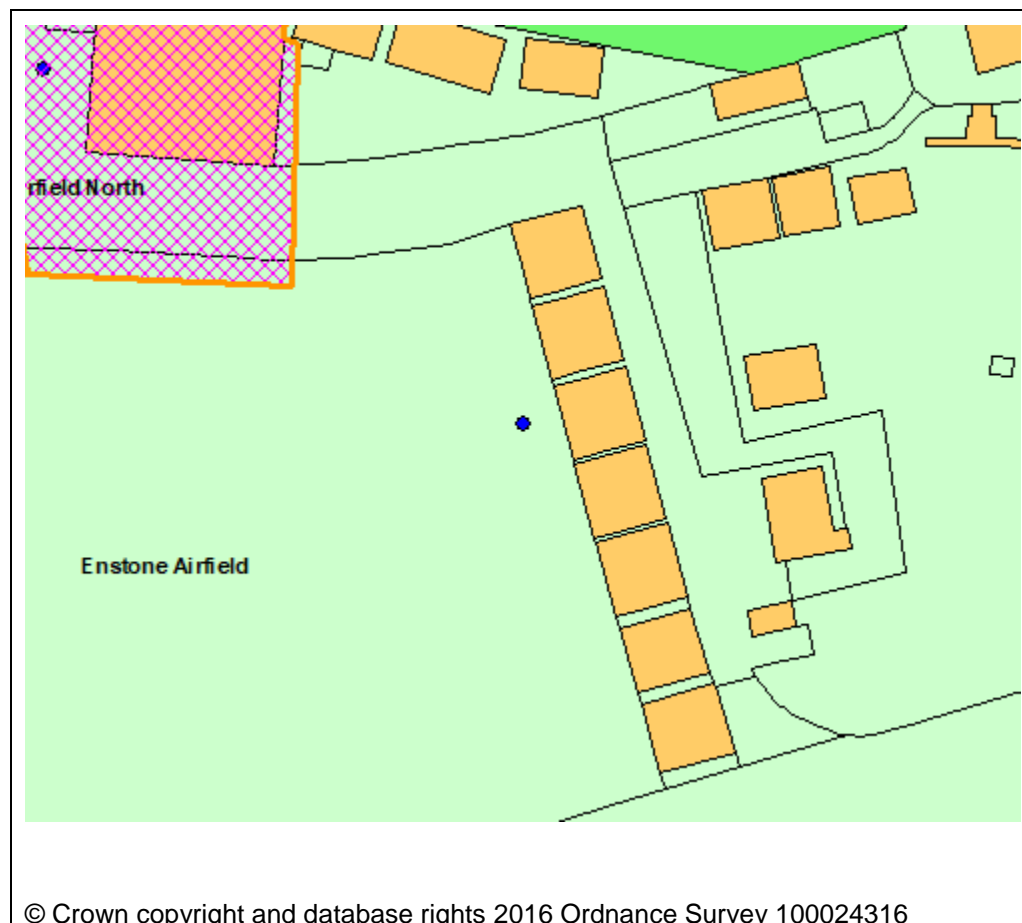 rfield North
Enstone Airfield
© Crown copyright and database rights 2016 Ordnance Survey 100024316